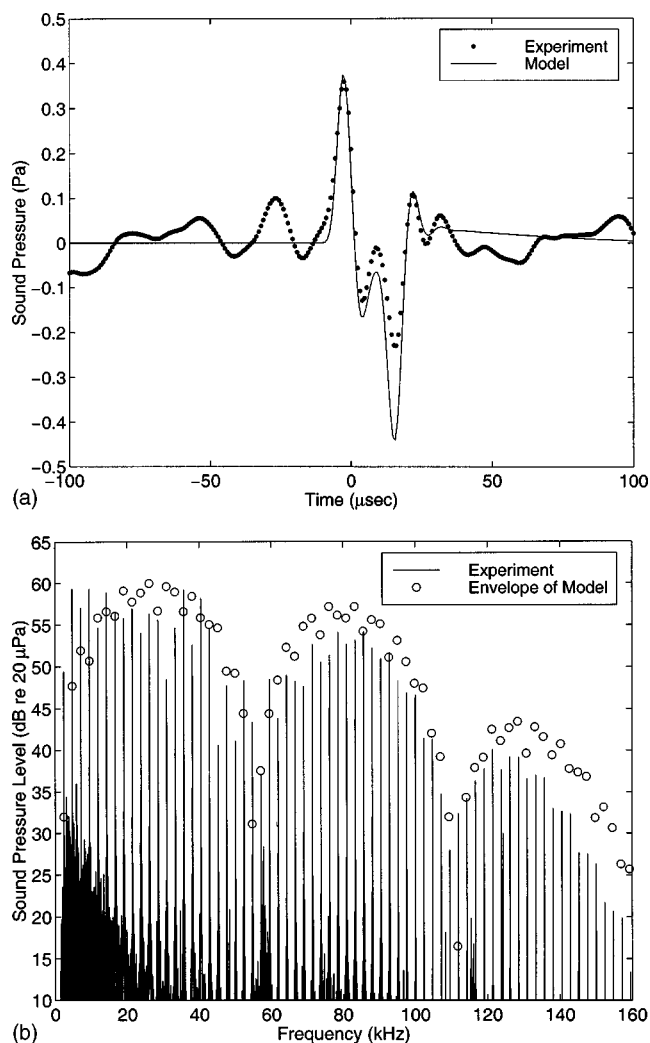 Experiment
Model
0.5
0.4
0.3
0.2
0.1
0
−0.1
−0.2
−0.3
−0.4
−0.5
Sound Pressure (Pa)
−100 −50 0 50 100
Time (μsec)
(a)
Experiment
Envelope of Model
65
60
55
50
45
40
35
30
25
20
15
10
Sound Pressure Level (dB re 20 μPa)
0 20 40 60 80 100 120 140 160
Frequency (kHz)
(b)